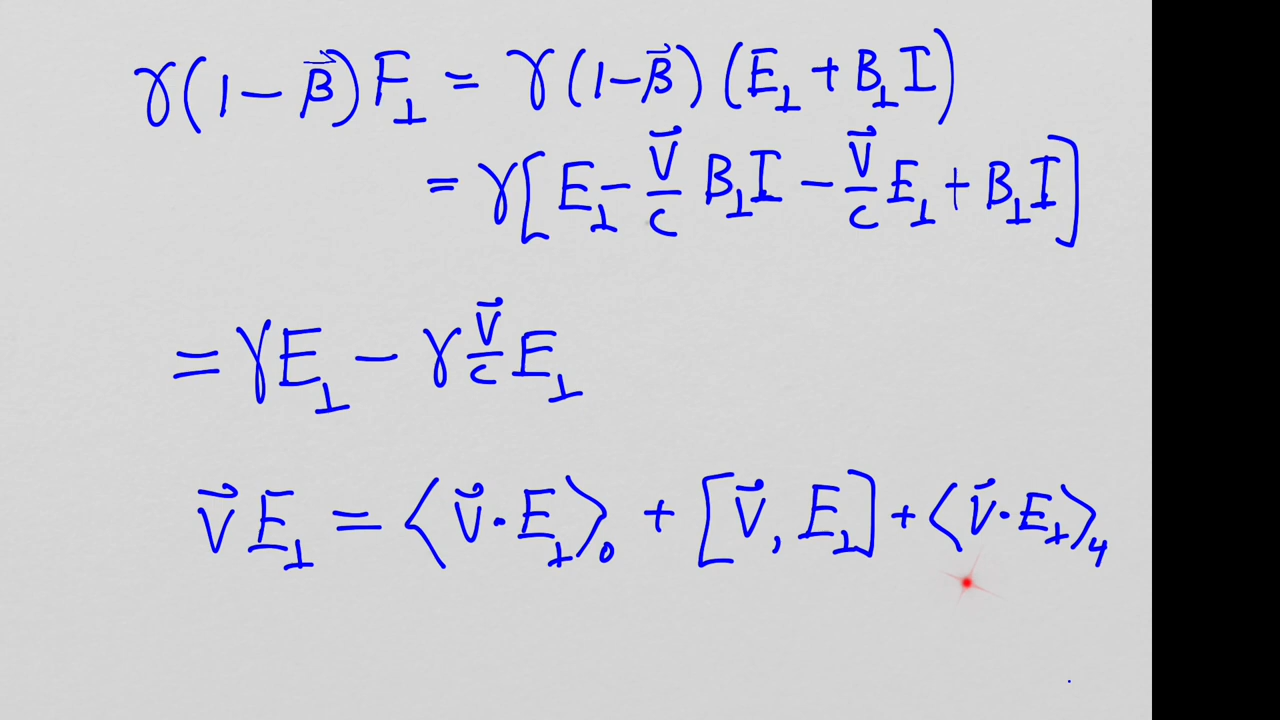 γ(1 − β⃗)F⊥ = γ(1 − β⃗)(E⊥ + B⊥I)
= γ[E⊥ − v⃗/c B⊥I − v⃗/c E⊥ + B⊥I]
= γE⊥ − γ v⃗/c E⊥
v⃗ E⊥ = ⟨v⃗ · E⊥⟩₀ + [v⃗, E⊥] + ⟨v⃗ · E⊥⟩₄